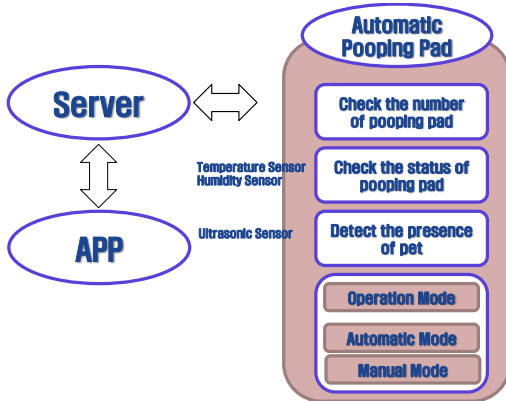 Automatic
Pooping Pad
Server
Check the number
of pooping pad
Temperature Sensor
Humidity Sensor
Check the status of
pooping pad
APP
Ultrasonic Sensor
Detect the presence
of pet
Operation Mode
Automatic Mode
Manual Mode